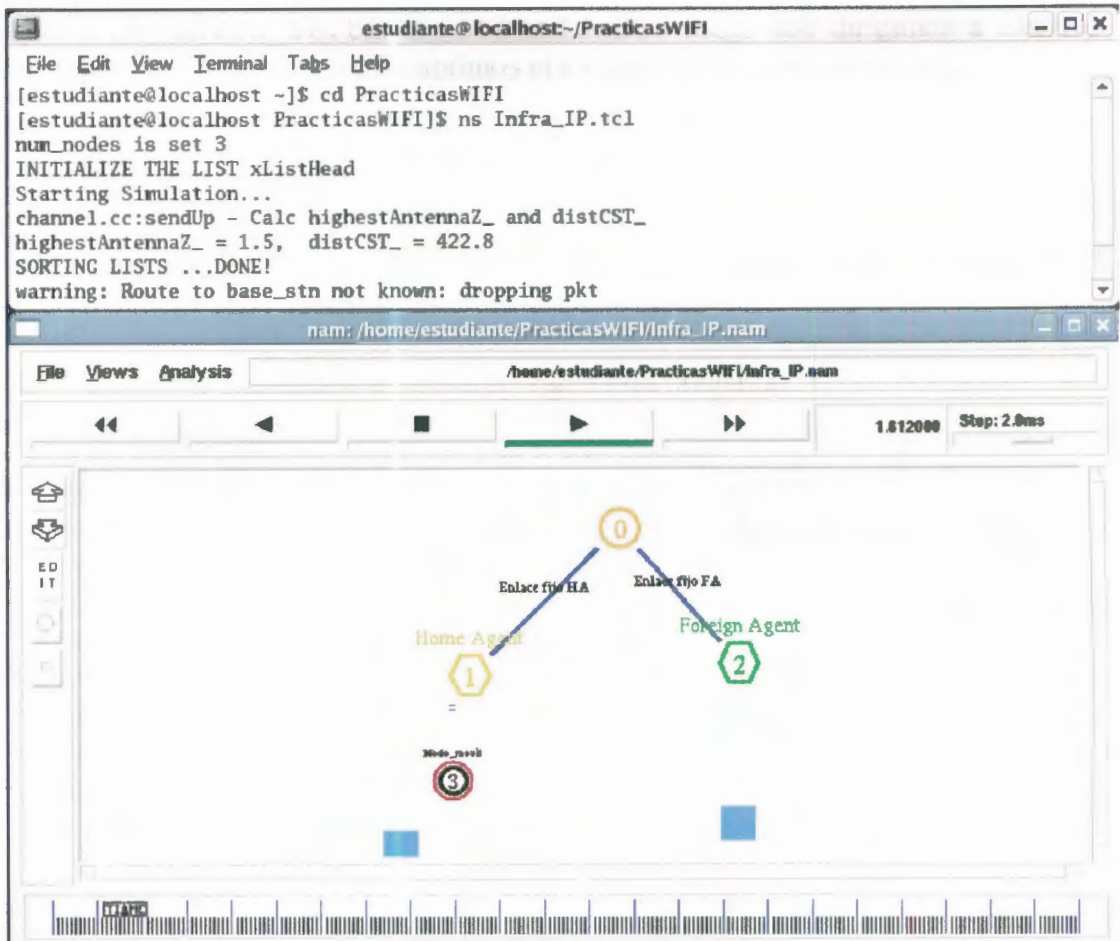 estudiante@localhost:~/PracticasWIFI
File Edit View Terminal Tabs Help
[estudiante@localhost ~]$ cd PracticasWIFI
[estudiante@localhost PracticasWIFI]$ ns Infra_IP.tcl
num_nodes is set 3
INITIALIZE THE LIST xListHead
Starting Simulation...
channel.cc:sendUp - Calc highestAntennaZ_ and distCST_
highestAntennaZ_ = 1.5,  distCST_ = 422.8
SORTING LISTS ...DONE!
warning: Route to base_stn not known: dropping pkt
nam: /home/estudiante/PracticasWIFI/Infra_IP.nam
File Views Analysis /home/estudiante/PracticasWIFI/Infra_IP.nam
1.612000 Step: 2.0ms
ED
IT
0
Enlace fijo HA Enlace fijo FA
Home Agent Foreign Agent
1 2
Nodo_movil
3
TIME